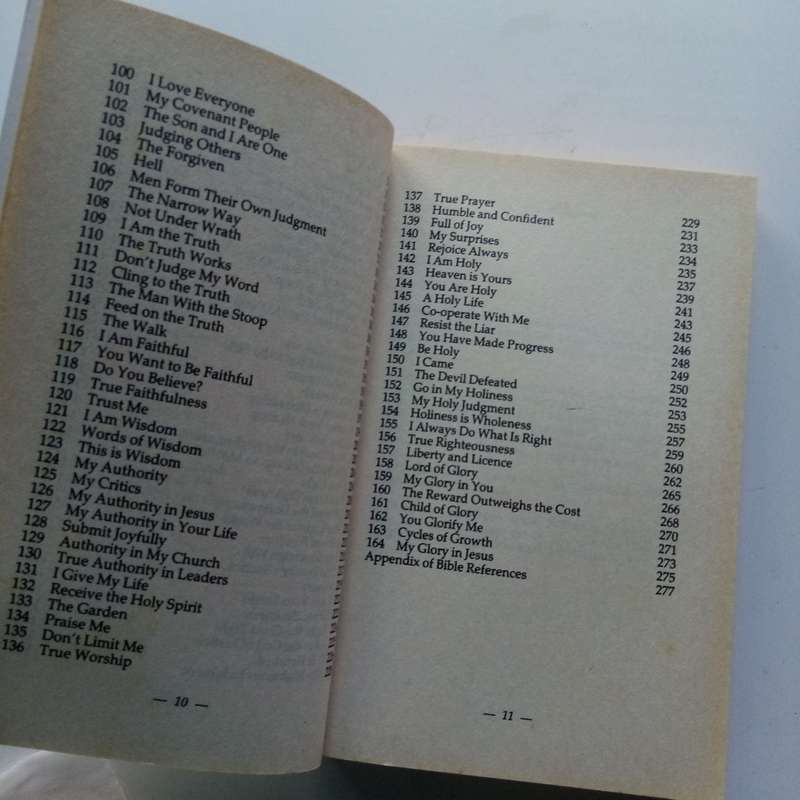 100 I Love Everyone
101 My Covenant People
102 The Son and I Are One
103 Judging Others
104 The Forgiven
105 Hell
106 Men Form Their Own Judgment
107 The Narrow Way
108 Not Under Wrath
109 I Am the Truth
110 The Truth Works
111 Don't Judge My Word
112 Cling to the Truth
113 The Man With the Stoop
114 Feed on the Truth
115 The Walk
116 I Am Faithful
117 You Want to Be Faithful
118 Do You Believe?
119 True Faithfulness
120 Trust Me
121 I Am Wisdom
122 Words of Wisdom
123 This is Wisdom
124 My Authority
125 My Critics
126 My Authority in Jesus
127 My Authority in Your Life
128 Submit Joyfully
129 Authority in My Church
130 True Authority in Leaders
131 I Give My Life
132 Receive the Holy Spirit
133 The Garden
134 Praise Me
135 Don't Limit Me
136 True Worship
— 10 —
137 True Prayer 229
138 Humble and Confident 231
139 Full of Joy 233
140 My Surprises 234
141 Rejoice Always 235
142 I Am Holy 237
143 Heaven is Yours 239
144 You Are Holy 241
145 A Holy Life 243
146 Co-operate With Me 245
147 Resist the Liar 246
148 You Have Made Progress 248
149 Be Holy 249
150 I Came 250
151 The Devil Defeated 252
152 Go in My Holiness 253
153 My Holy Judgment 255
154 Holiness is Wholeness 257
155 I Always Do What Is Right 259
156 True Righteousness 260
157 Liberty and Licence 262
158 Lord of Glory 265
159 My Glory in You 266
160 The Reward Outweighs the Cost 268
161 Child of Glory 270
162 You Glorify Me 271
163 Cycles of Growth 273
164 My Glory in Jesus 275
Appendix of Bible References 277
— 11 —